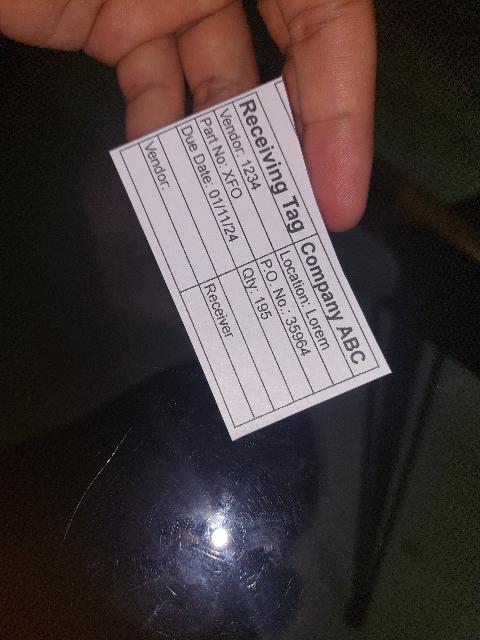 Receiving Tag Company ABC
Vendor: 1234 Location: Lorem
Part No: XFO P.O. No.: 35964
Due Date: 01/11/24 Qty: 195
Vendor: Receiver